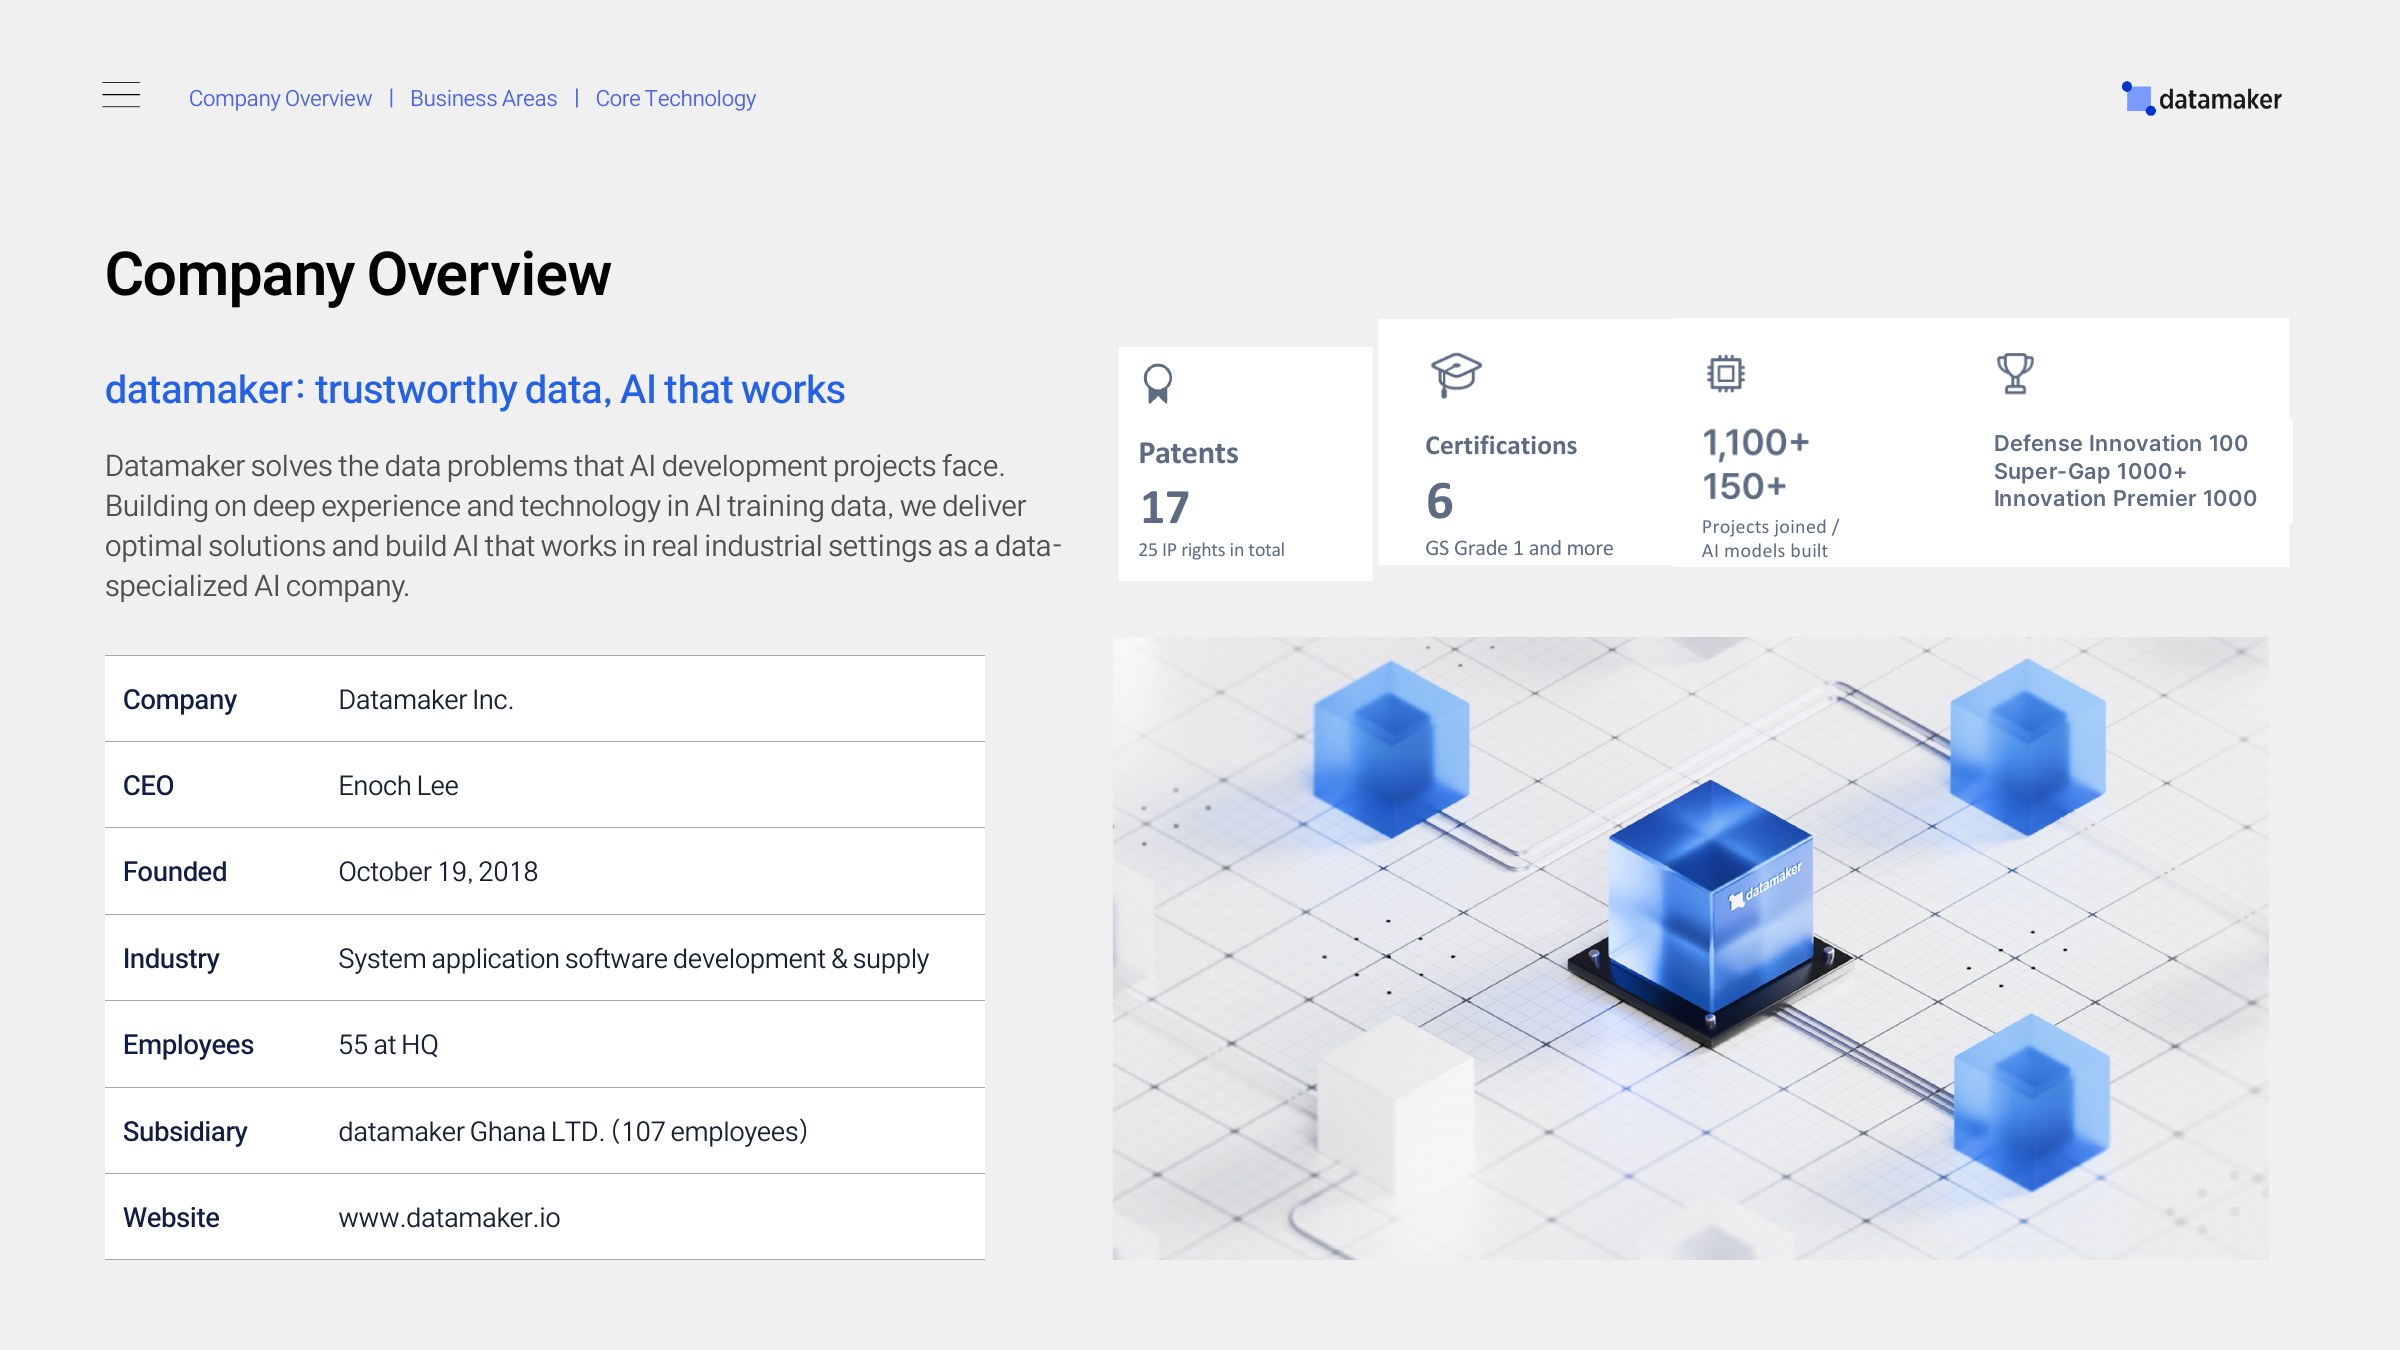 Company Overview | Business Areas | Core Technology
datamaker
Company Overview
datamaker: trustworthy data, AI that works
Datamaker solves the data problems that AI development projects face.
Building on deep experience and technology in AI training data, we deliver
optimal solutions and build AI that works in real industrial settings as a data-
specialized AI company.
Company Datamaker Inc.
CEO Enoch Lee
Founded October 19, 2018
Industry System application software development & supply
Employees 55 at HQ
Subsidiary datamaker Ghana LTD. (107 employees)
Website www.datamaker.io
Patents
17
25 IP rights in total
Certifications
6
GS Grade 1 and more
1,100+
150+
Projects joined /
AI models built
Defense Innovation 100
Super-Gap 1000+
Innovation Premier 1000
datamaker